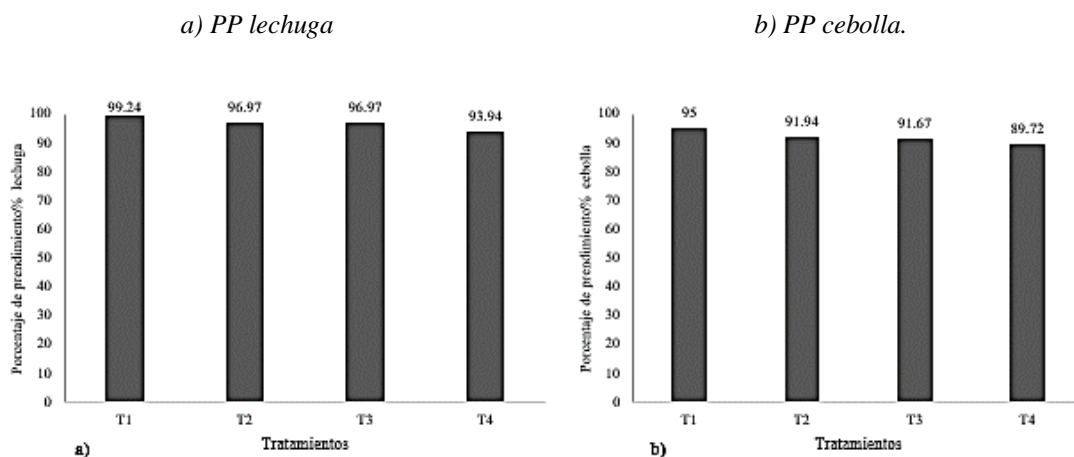 a) PP lechuga
b) PP cebolla.
Porcentaje de prendimiento% lechuga
100
90
80
70
60
50
40
30
20
10
0
99.24
96.97
96.97
93.94
T1
T2
T3
T4
a)
Tratamientos
Porcentaje de prendimiento% cebolla
100
90
80
70
60
50
40
30
20
10
0
95
91.94
91.67
89.72
T1
T2
T3
T4
b)
Tratamientos